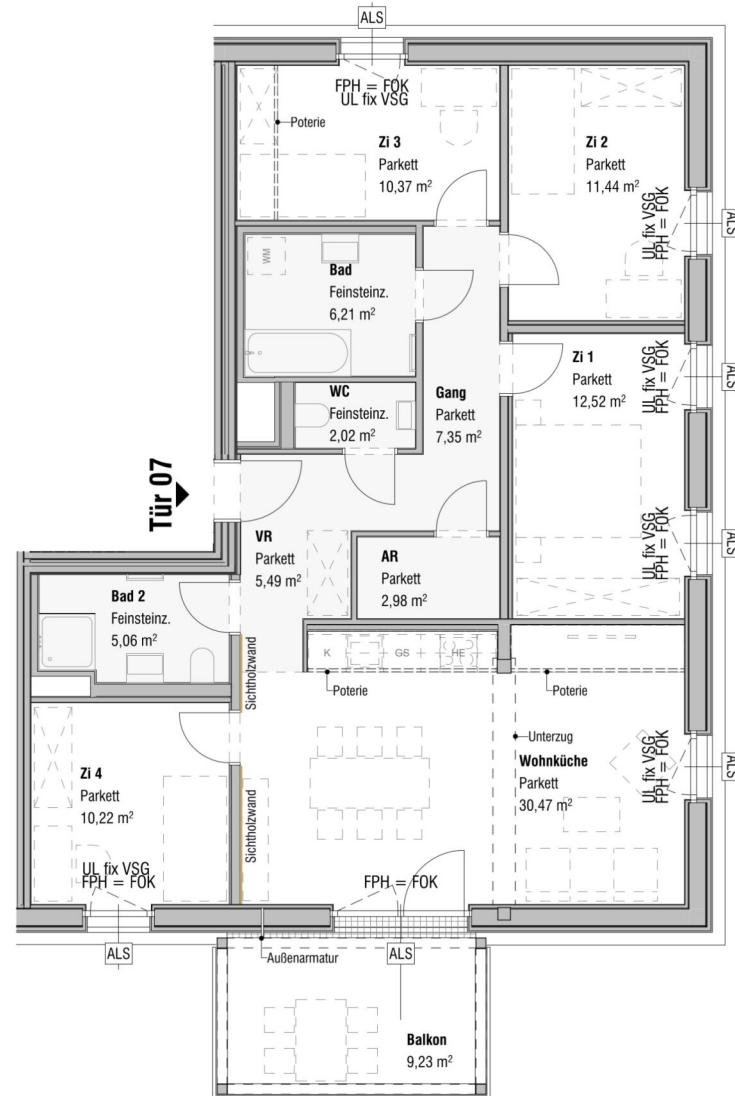 ALS
FPH = FOK
UL fix VSG
Poterie
Zi 3
Parkett
10,37 m²
Zi 2
Parkett
11,44 m²
UL fix VSG
FPH = FOK
ALS
WM
Bad
Feinsteinz.
6,21 m²
Zi 1
Parkett
12,52 m²
UL fix VSG
FPH = FOK
ALS
WC
Feinsteinz.
2,02 m²
Gang
Parkett
7,35 m²
Tür 07
VR
Parkett
5,49 m²
AR
Parkett
2,98 m²
UL fix VSG
FPH = FOK
ALS
Bad 2
Feinsteinz.
5,06 m²
Sichtholzwand
K
GS
HE
Poterie
Poterie
Unterzug
Wohnküche
Parkett
30,47 m²
UL fix VSG
FPH = FOK
ALS
Zi 4
Parkett
10,22 m²
Sichtholzwand
UL fix VSG
FPH = FOK
FPH = FOK
ALS
Außenarmatur
ALS
Balkon
9,23 m²